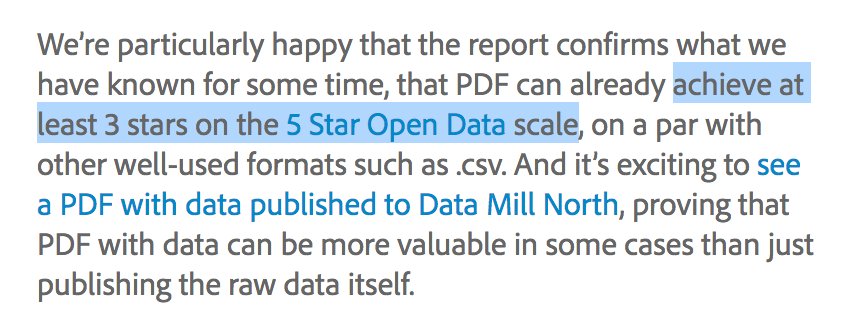 We're particularly happy that the report confirms what we
have known for some time, that PDF can already achieve at
least 3 stars on the 5 Star Open Data scale, on a par with
other well-used formats such as .csv. And it's exciting to see
a PDF with data published to Data Mill North, proving that
PDF with data can be more valuable in some cases than just
publishing the raw data itself.